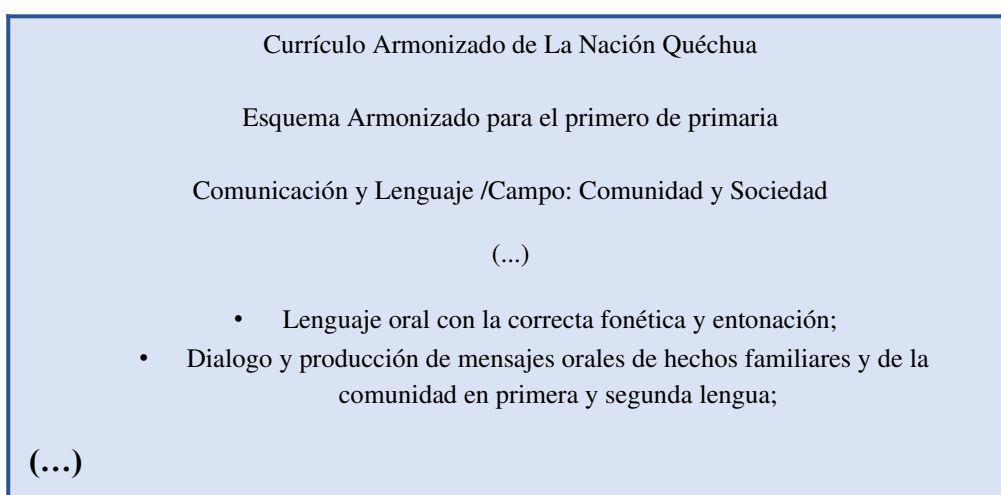 Currículo Armonizado de La Nación Quéchua
Esquema Armonizado para el primero de primaria
Comunicación y Lenguaje /Campo: Comunidad y Sociedad
(...)
• Lenguaje oral con la correcta fonética y entonación;
• Dialogo y producción de mensajes orales de hechos familiares y de la
comunidad en primera y segunda lengua;
(…)